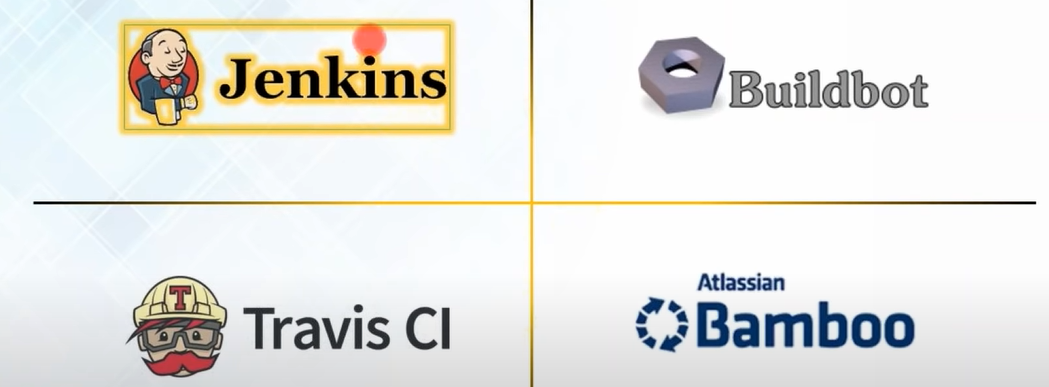 Jenkins
Buildbot
T
Travis CI
Atlassian
Bamboo